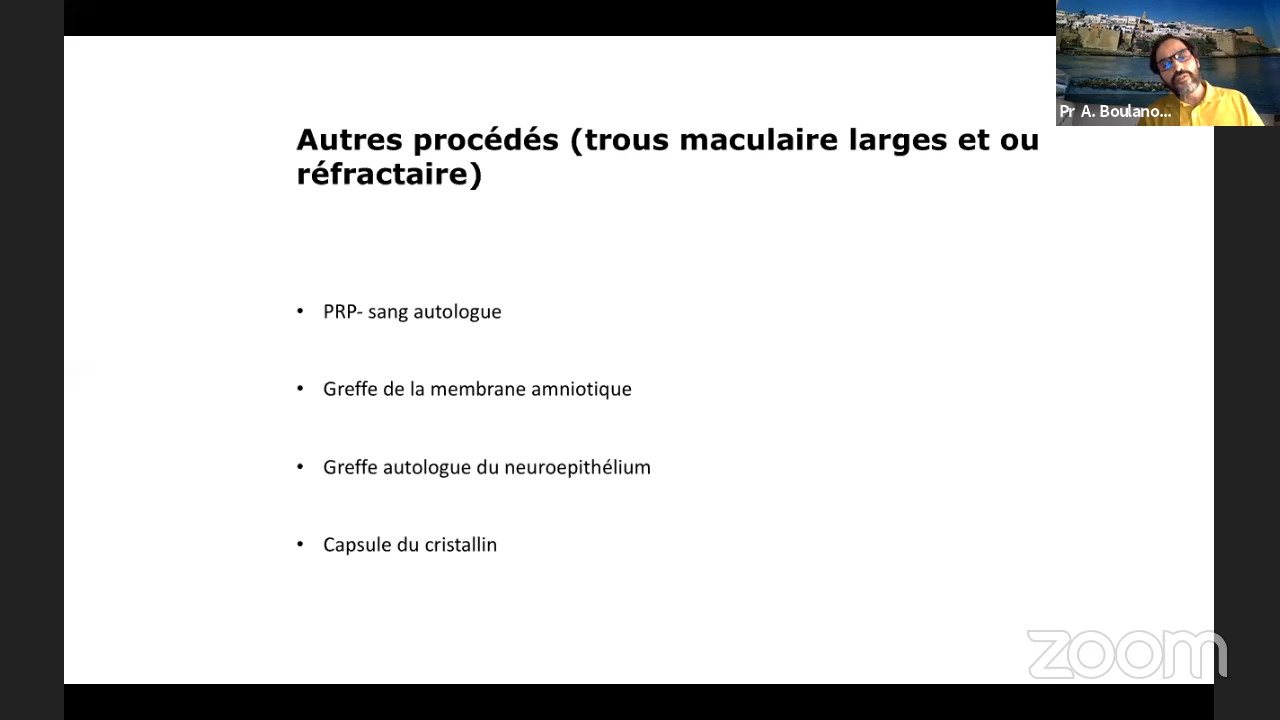 Pr A. Boulano...
Autres procédés (trous maculaire larges et ou
réfractaire)
• PRP- sang autologue
• Greffe de la membrane amniotique
• Greffe autologue du neuroepithélium
• Capsule du cristallin
zoom